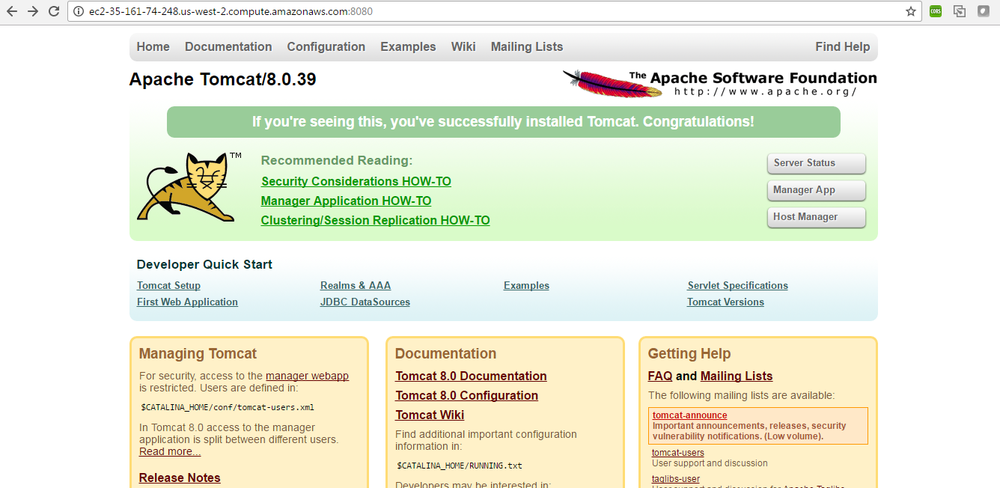 ec2-35-161-74-248.us-west-2.compute.amazonaws.com:8080
CORS
Home Documentation Configuration Examples Wiki Mailing Lists Find Help
Apache Tomcat/8.0.39
The Apache Software Foundation
http://www.apache.org/
If you're seeing this, you've successfully installed Tomcat. Congratulations!
TM
Recommended Reading:
Security Considerations HOW-TO
Manager Application HOW-TO
Clustering/Session Replication HOW-TO
Server Status
Manager App
Host Manager
Developer Quick Start
Tomcat Setup
First Web Application
Realms & AAA
JDBC DataSources
Examples
Servlet Specifications
Tomcat Versions
Managing Tomcat
For security, access to the manager webapp
is restricted. Users are defined in:
$CATALINA_HOME/conf/tomcat-users.xml
In Tomcat 8.0 access to the manager
application is split between different users.
Read more...
Release Notes
Documentation
Tomcat 8.0 Documentation
Tomcat 8.0 Configuration
Tomcat Wiki
Find additional important configuration
information in:
$CATALINA_HOME/RUNNING.txt
Developers may be interested in:
Getting Help
FAQ and Mailing Lists
The following mailing lists are available:
tomcat-announce
Important announcements, releases, security
vulnerability notifications. (Low volume).
tomcat-users
User support and discussion
taglibs-user
User support and discussion for Apache Taglibs